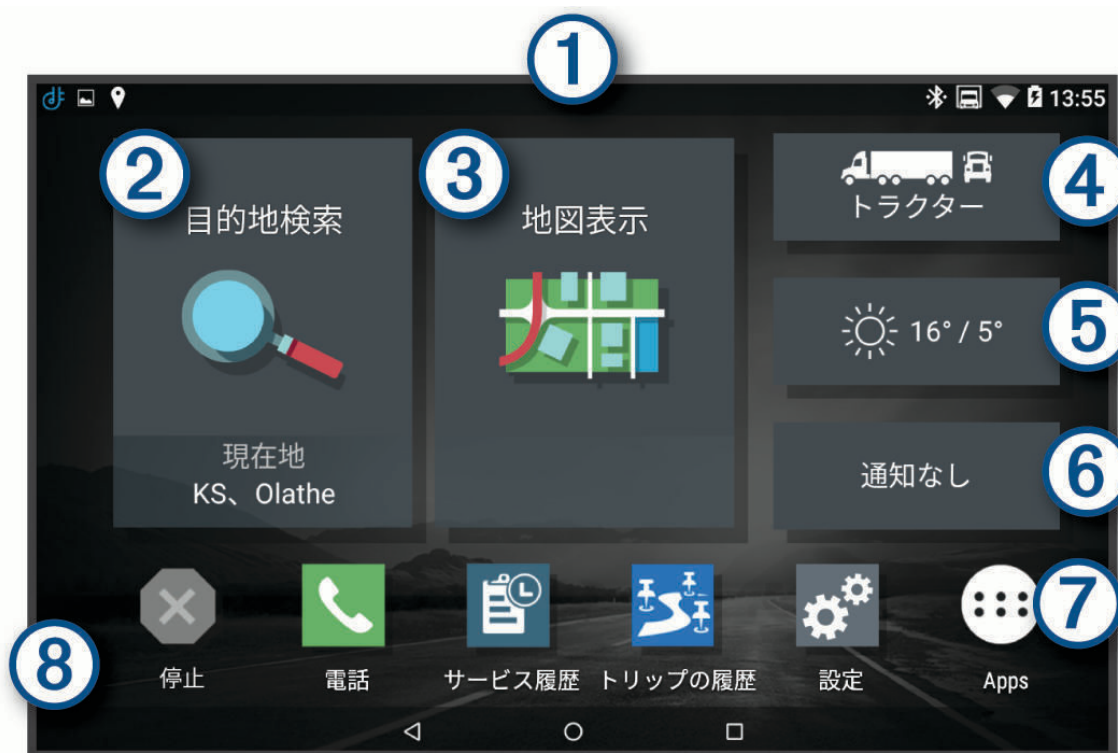 ①
13:55
②
目的地検索
現在地
KS、Olathe
③
地図表示
④
トラクター
⑤
16° / 5°
⑥
通知なし
⑦
⑧
停止
電話
サービス履歴
トリップの履歴
設定
Apps